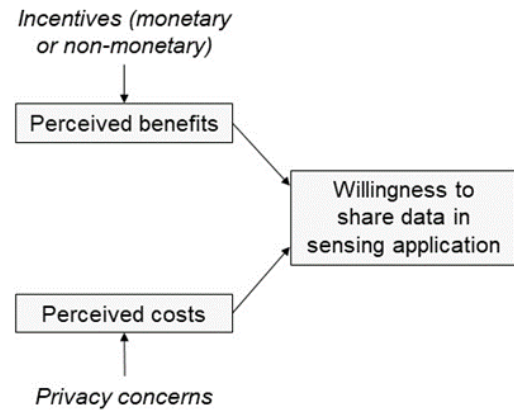 Incentives (monetary
or non-monetary)
Perceived benefits
Willingness to
share data in
sensing application
Perceived costs
Privacy concerns